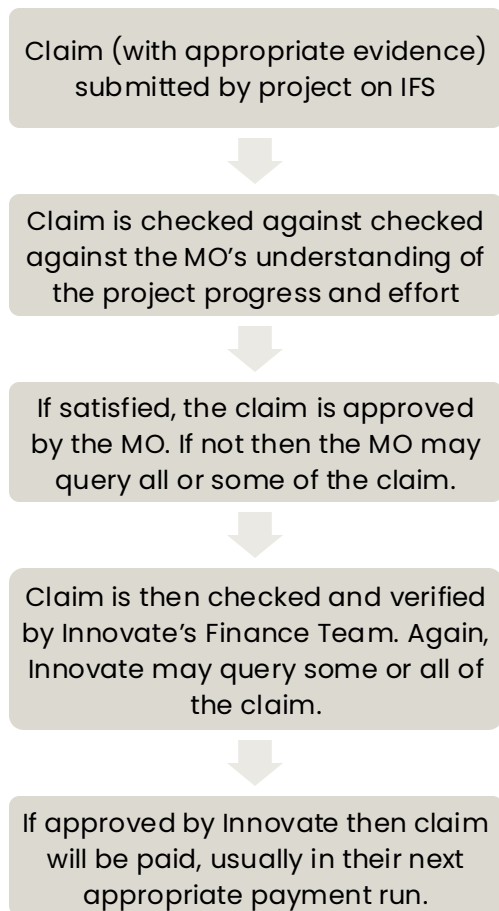 Claim (with appropriate evidence)
submitted by project on IFS
Claim is checked against checked
against the MO’s understanding of
the project progress and effort
If satisfied, the claim is approved
by the MO. If not then the MO may
query all or some of the claim.
Claim is then checked and verified
by Innovate’s Finance Team. Again,
Innovate may query some or all of
the claim.
If approved by Innovate then claim
will be paid, usually in their next
appropriate payment run.